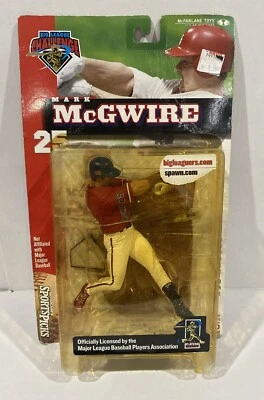 BIG LEAGUE
CHALLENGE
McFARLANE TOYS
MARK
McGWIRE
25
bigleaguers.com
spawn.com
Not
Affiliated
with
Major
League
Baseball
SPORTSPICKS
Officially Licensed by the
Major League Baseball Players Association
PLAYERS